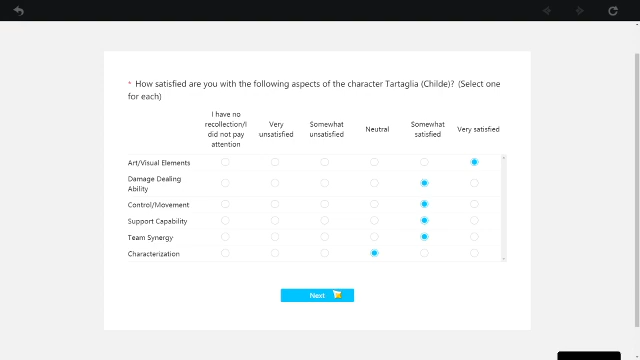 * How satisfied are you with the following aspects of the character Tartaglia (Childe)? (Select one
for each)
I have no
recollection/I
did not pay
attention
Very
unsatisfied
Somewhat
unsatisfied
Neutral
Somewhat
satisfied
Very satisfied
Art/Visual Elements
Damage Dealing
Ability
Control/Movement
Support Capability
Team Synergy
Characterization
Next